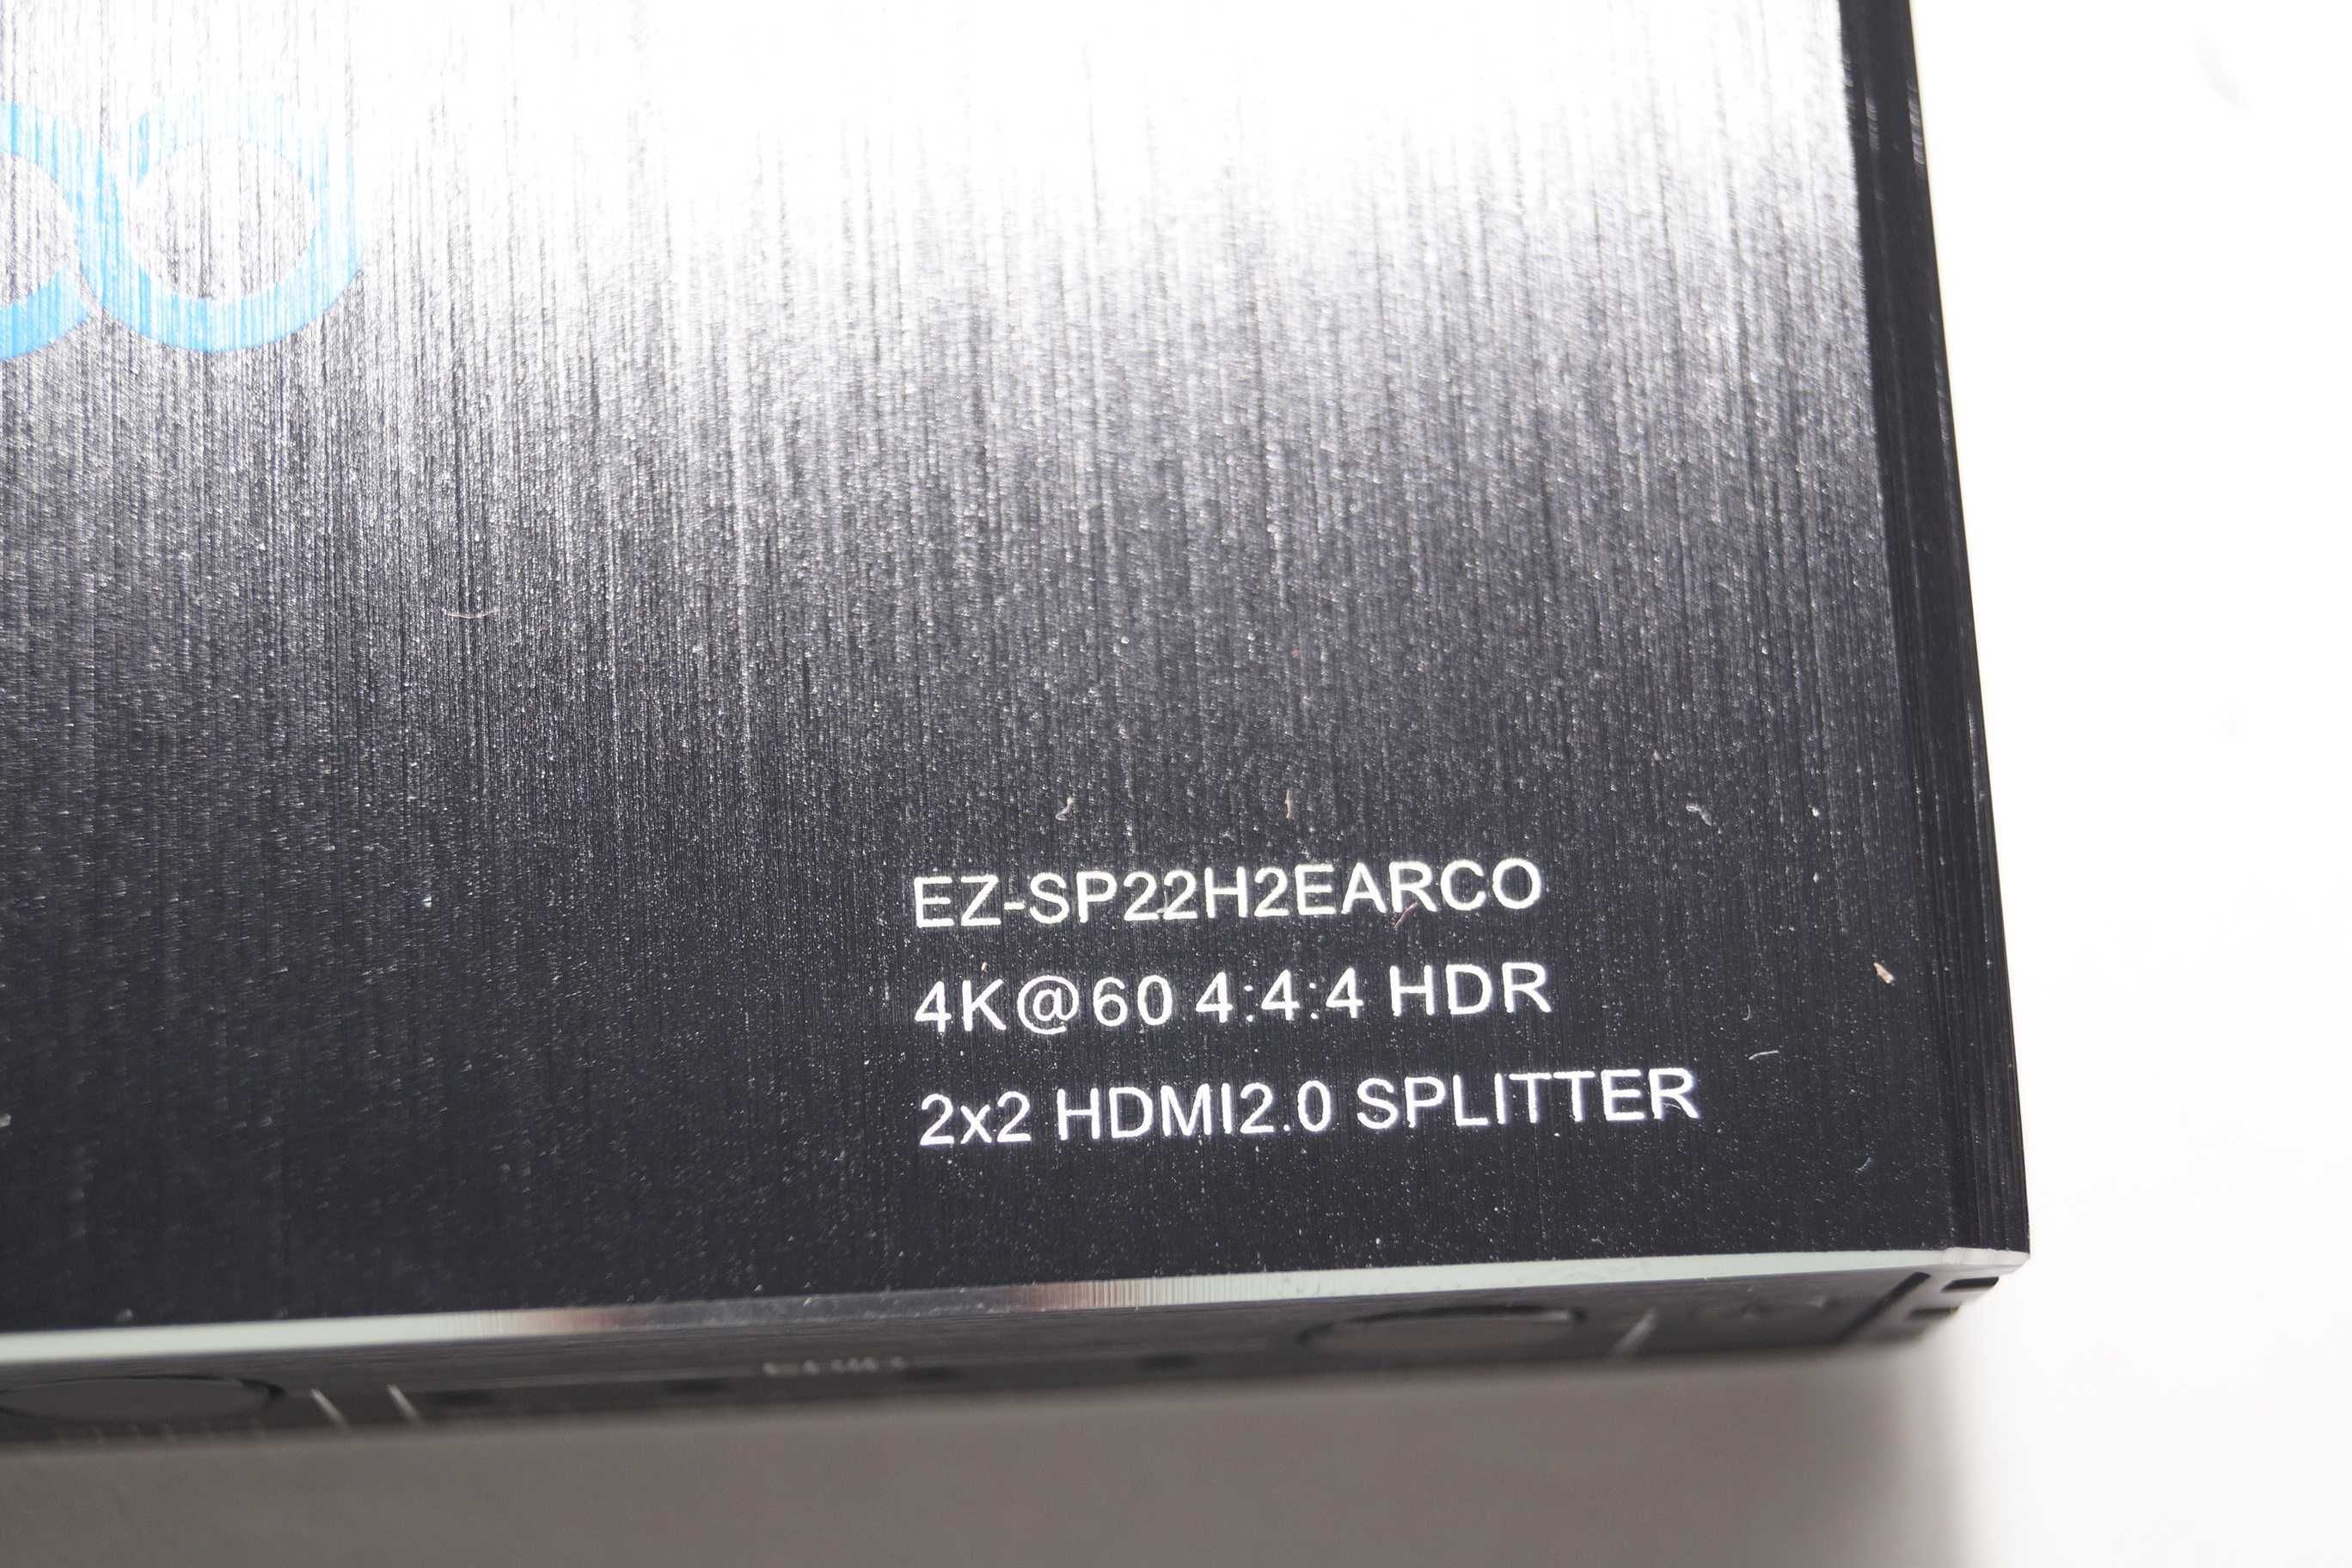 EZ-SP22H2EARCO
4K@60 4:4:4 HDR
2x2 HDMI2.0 SPLITTER